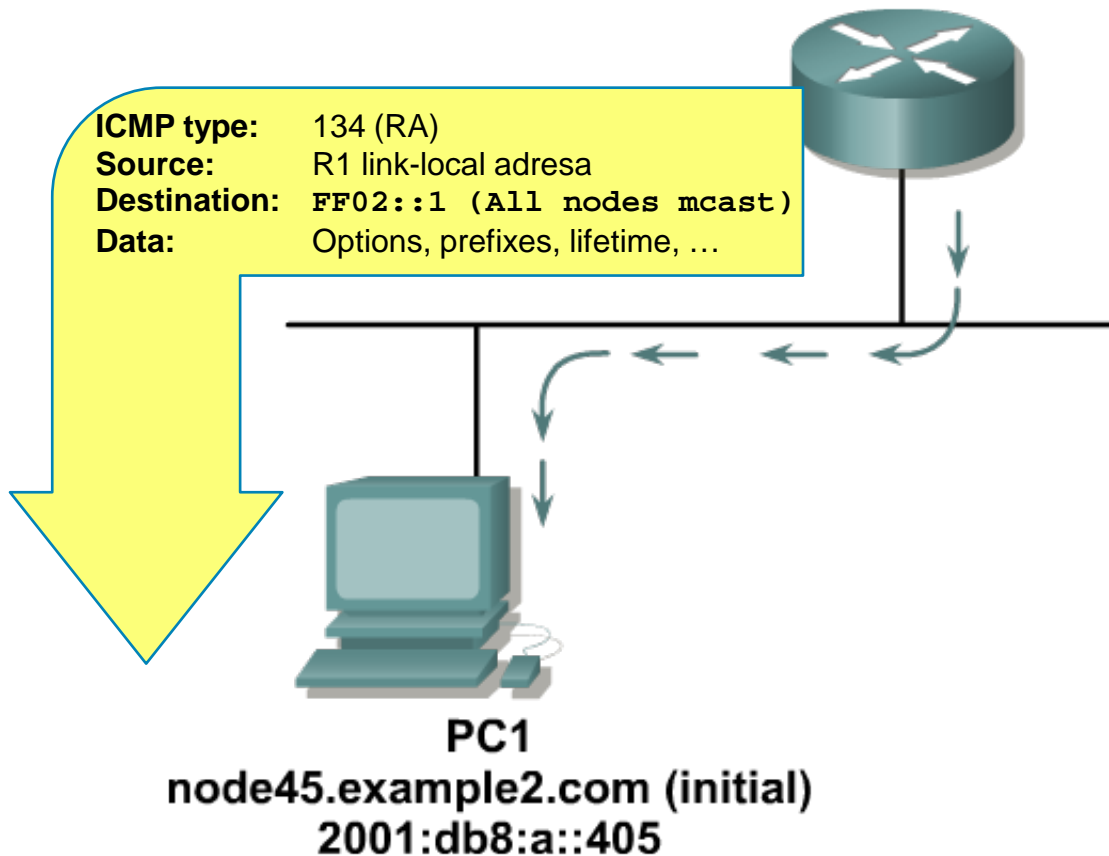 ICMP type: 134 (RA)
Source: R1 link-local adresa
Destination: FF02::1 (All nodes mcast)
Data: Options, prefixes, lifetime, …
PC1
node45.example2.com (initial)
2001:db8:a::405